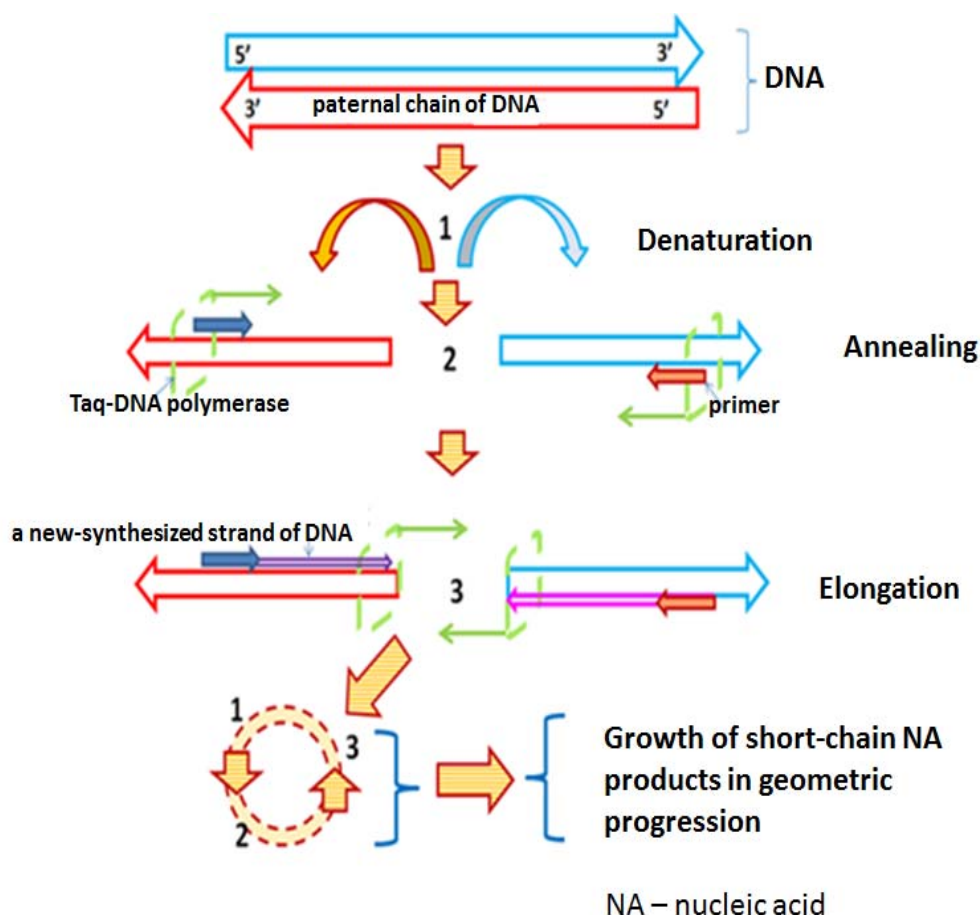 5’ 3’
DNA
3’ paternal chain of DNA 5’
1
Denaturation
2
Annealing
Taq-DNA polymerase
primer
a new-synthesized strand of DNA
3
Elongation
1
3
2
Growth of short-chain NA
products in geometric
progression
NA – nucleic acid